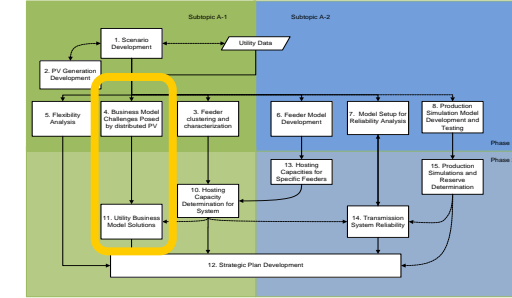 Subtopic A-1
Subtopic A-2
1. Scenario
Development
Utility Data
2. PV Generation
Development
5. Flexibility
Analysis
4. Business Model
Challenges Posed
by distributed PV
3. Feeder
clustering and
characterization
6. Feeder Model
Development
7. Model Setup for
Reliability Analysis
8. Production
Simulation Model
Development and
Testing
Phase
Phase
13. Hosting
Capacities for
Specific Feeders
15. Production
Simulations and
Reserve
Determination
10. Hosting
Capacity
Determination for
System
11. Utility Business
Model Solutions
14. Transmission
System Reliability
12. Strategic Plan Development